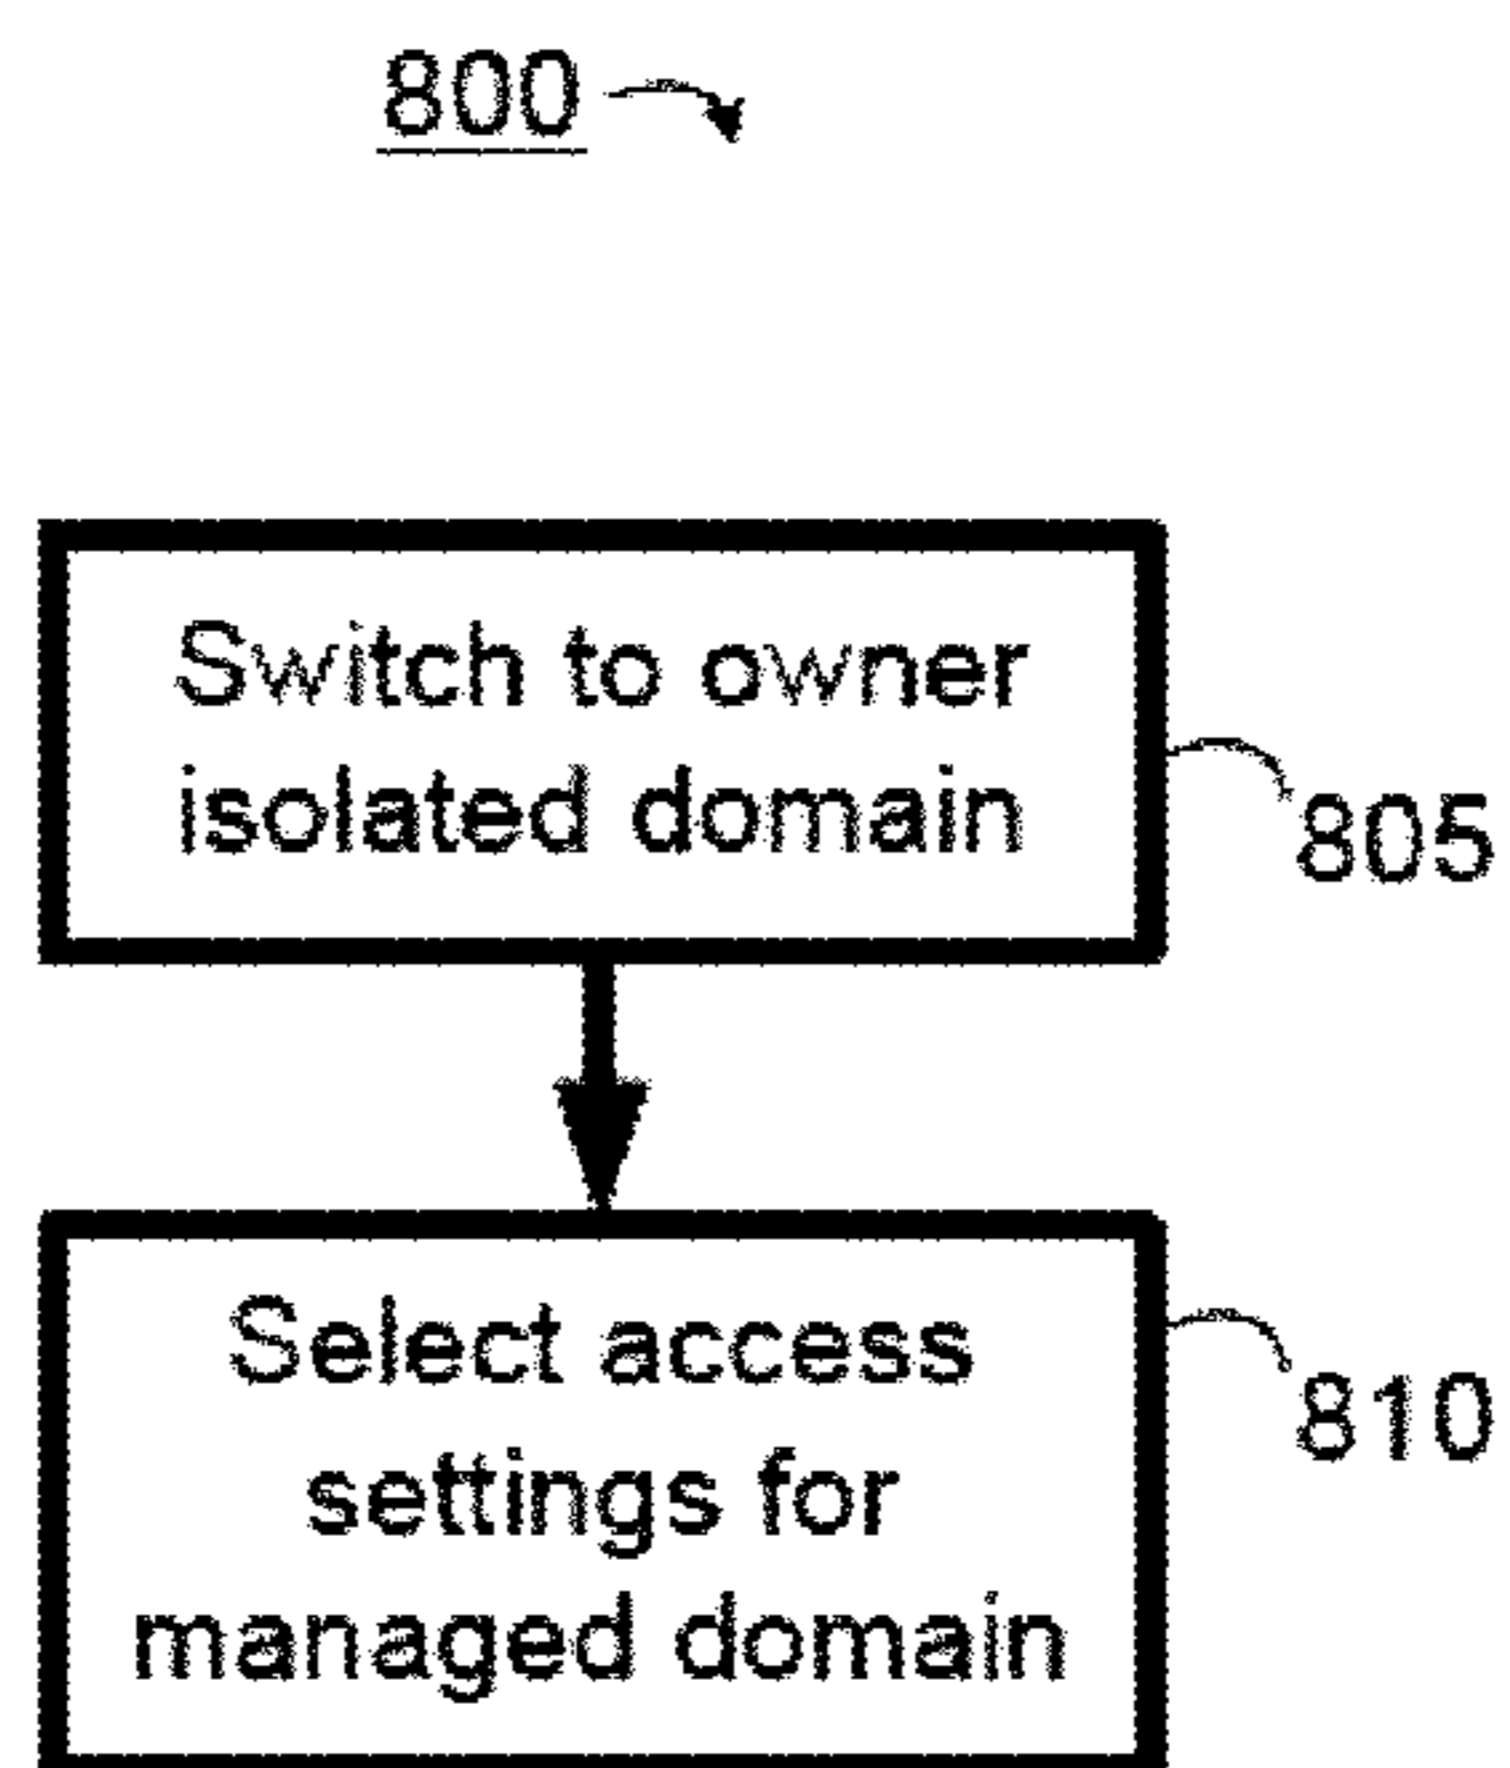 800
Switch to owner
isolated domain
805
Select access
settings for
managed domain
810